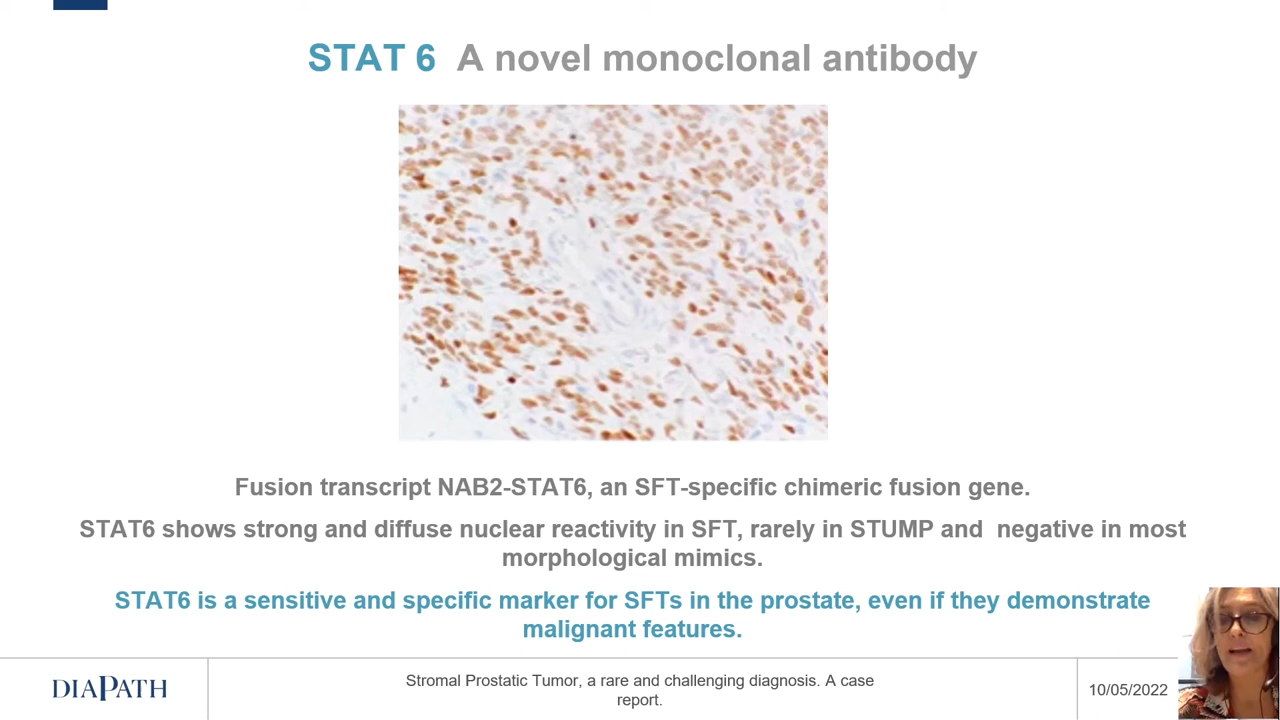 STAT 6 A novel monoclonal antibody
Fusion transcript NAB2-STAT6, an SFT-specific chimeric fusion gene.
STAT6 shows strong and diffuse nuclear reactivity in SFT, rarely in STUMP and negative in most
morphological mimics.
STAT6 is a sensitive and specific marker for SFTs in the prostate, even if they demonstrate
malignant features.
DIAPATH
Stromal Prostatic Tumor, a rare and challenging diagnosis. A case
report.
10/05/2022